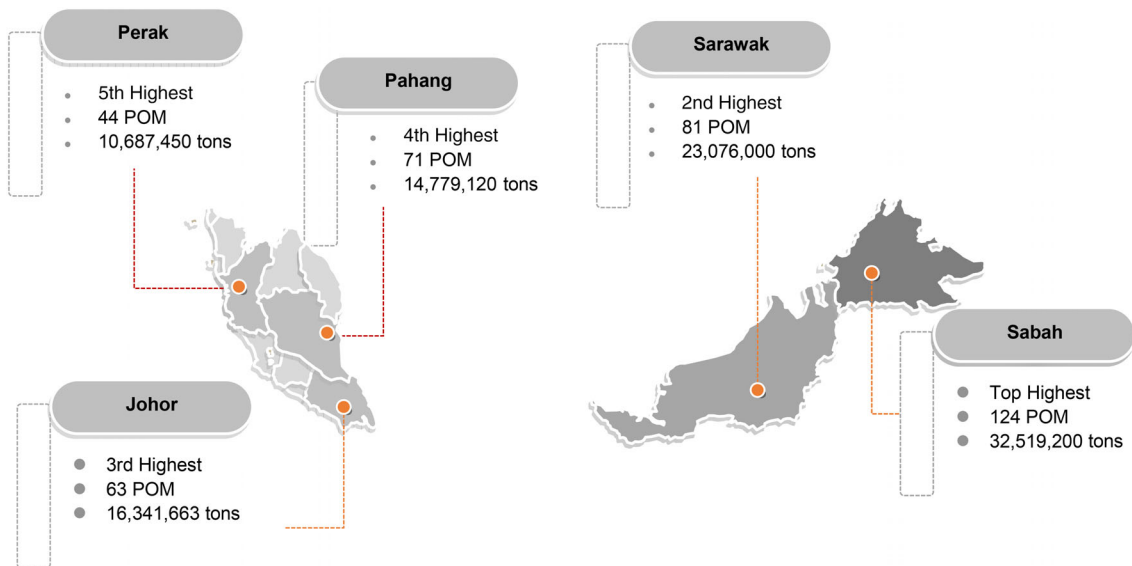 Perak
5th Highest
44 POM
10,687,450 tons
Pahang
4th Highest
71 POM
14,779,120 tons
Sarawak
2nd Highest
81 POM
23,076,000 tons
Johor
3rd Highest
63 POM
16,341,663 tons
Sabah
Top Highest
124 POM
32,519,200 tons